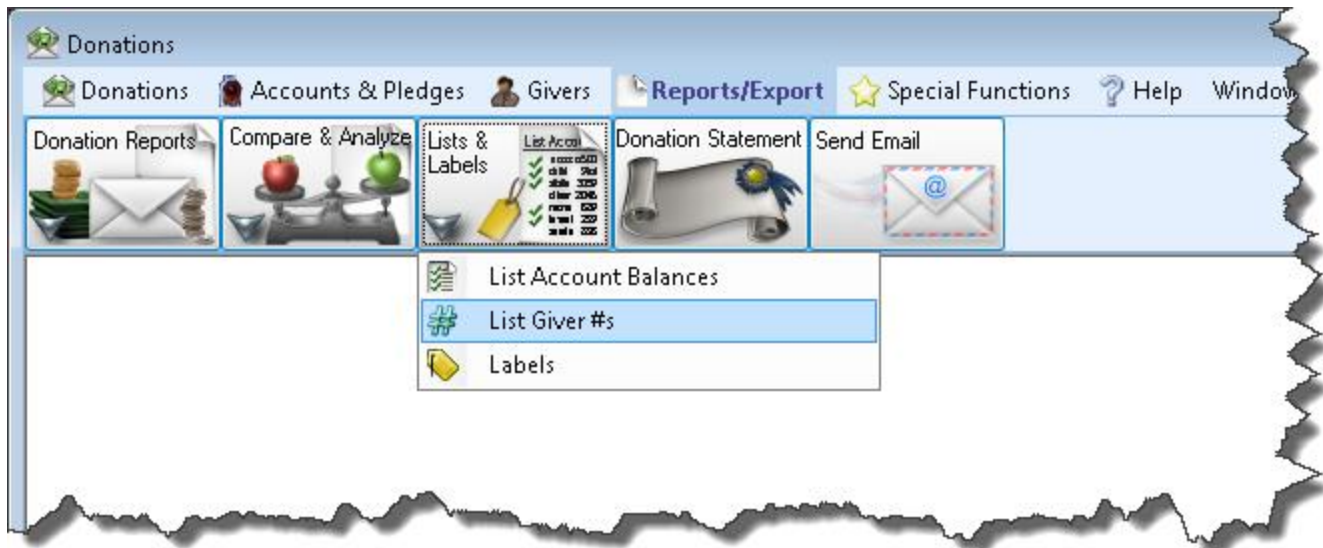 Donations
Donations Accounts & Pledges Givers Reports/Export Special Functions Help
Donation Reports Compare & Analyze Lists & Labels Donation Statement Send Email
List Account Balances
List Giver #s
Labels